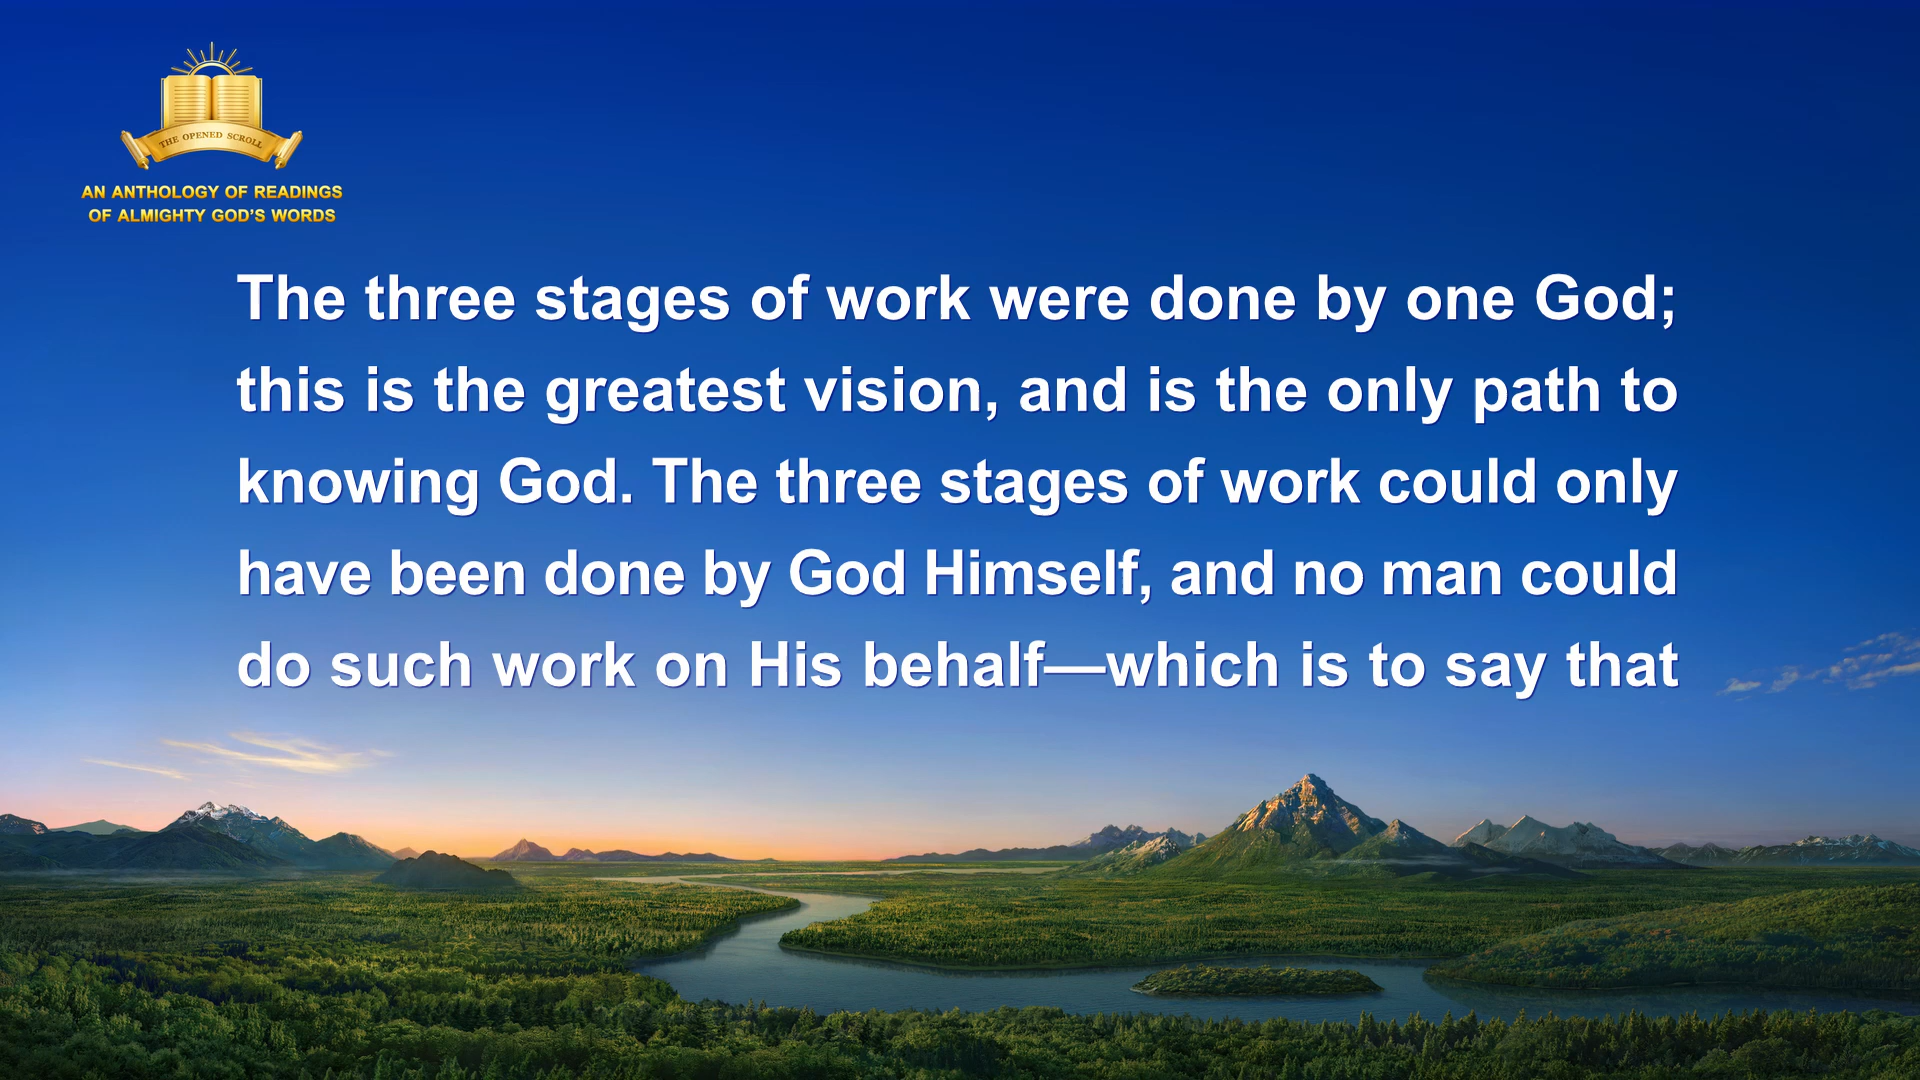 THE OPENED SCROLL
AN ANTHOLOGY OF READINGS
OF ALMIGHTY GOD'S WORDS
The three stages of work were done by one God;
this is the greatest vision, and is the only path to
knowing God. The three stages of work could only
have been done by God Himself, and no man could
do such work on His behalf—which is to say that